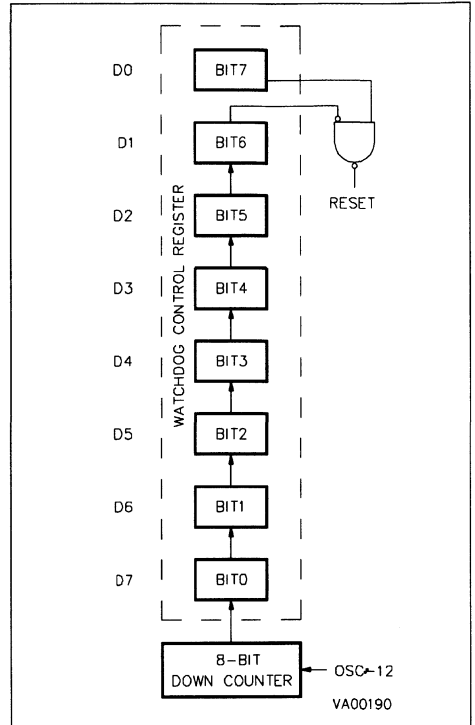 D0 BIT7
D1 BIT6
RESET
D2 BIT5
D3 BIT4
D4 BIT3
D5 BIT2
D6 BIT1
D7 BIT0
WATCHDOG CONTROL REGISTER
8-BIT
DOWN COUNTER
OSC-12
VA00190